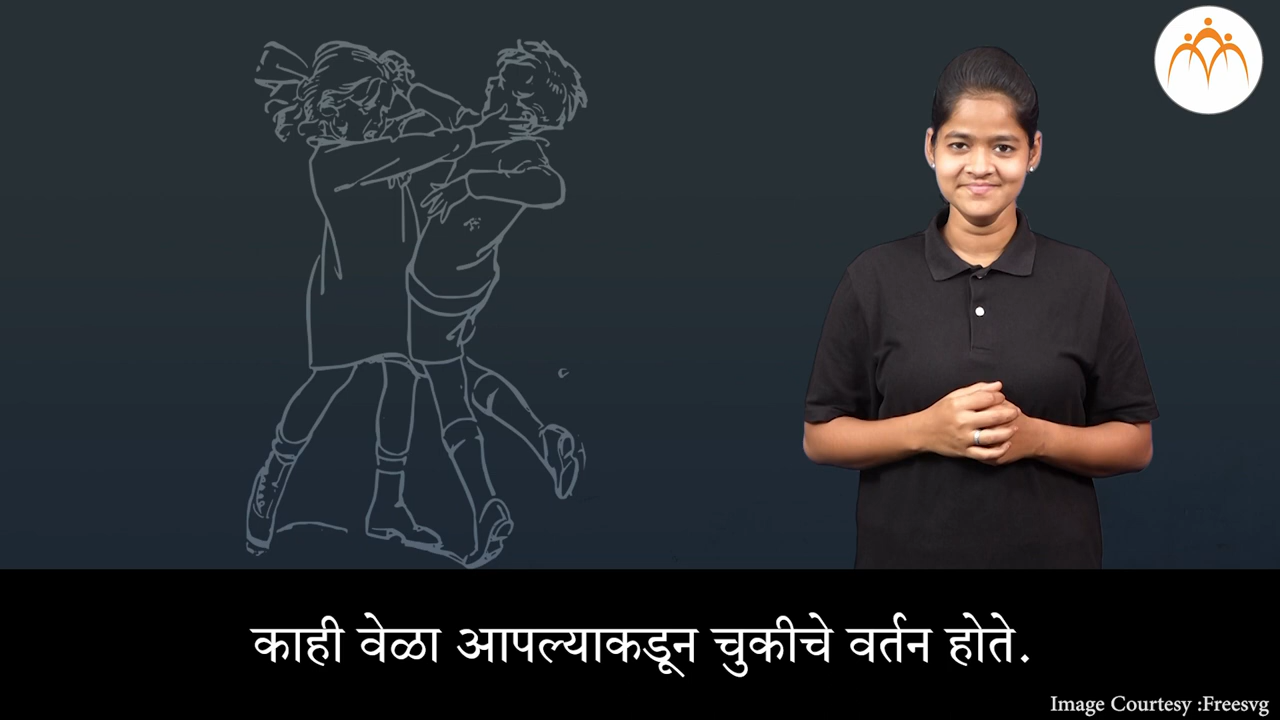 काही वेळा आपल्याकडून चुकीचे वर्तन होते.
Image Courtesy :Freesvg